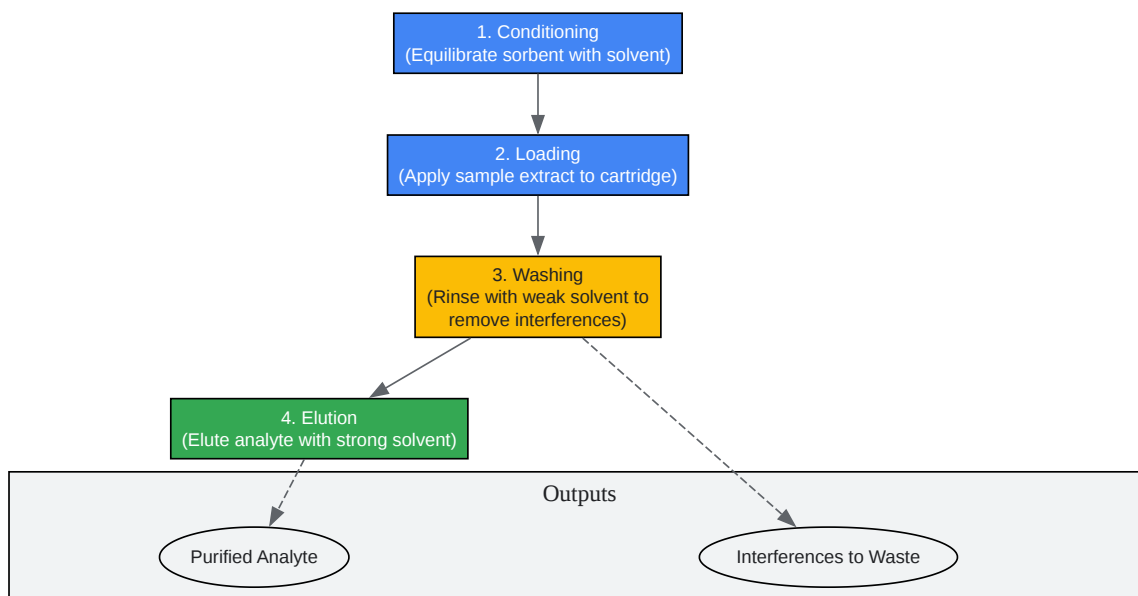 1. Conditioning
(Equilibrate sorbent with solvent)
2. Loading
(Apply sample extract to cartridge)
3. Washing
(Rinse with weak solvent to
remove interferences)
4. Elution
(Elute analyte with strong solvent)
Outputs
Purified Analyte
Interferences to Waste